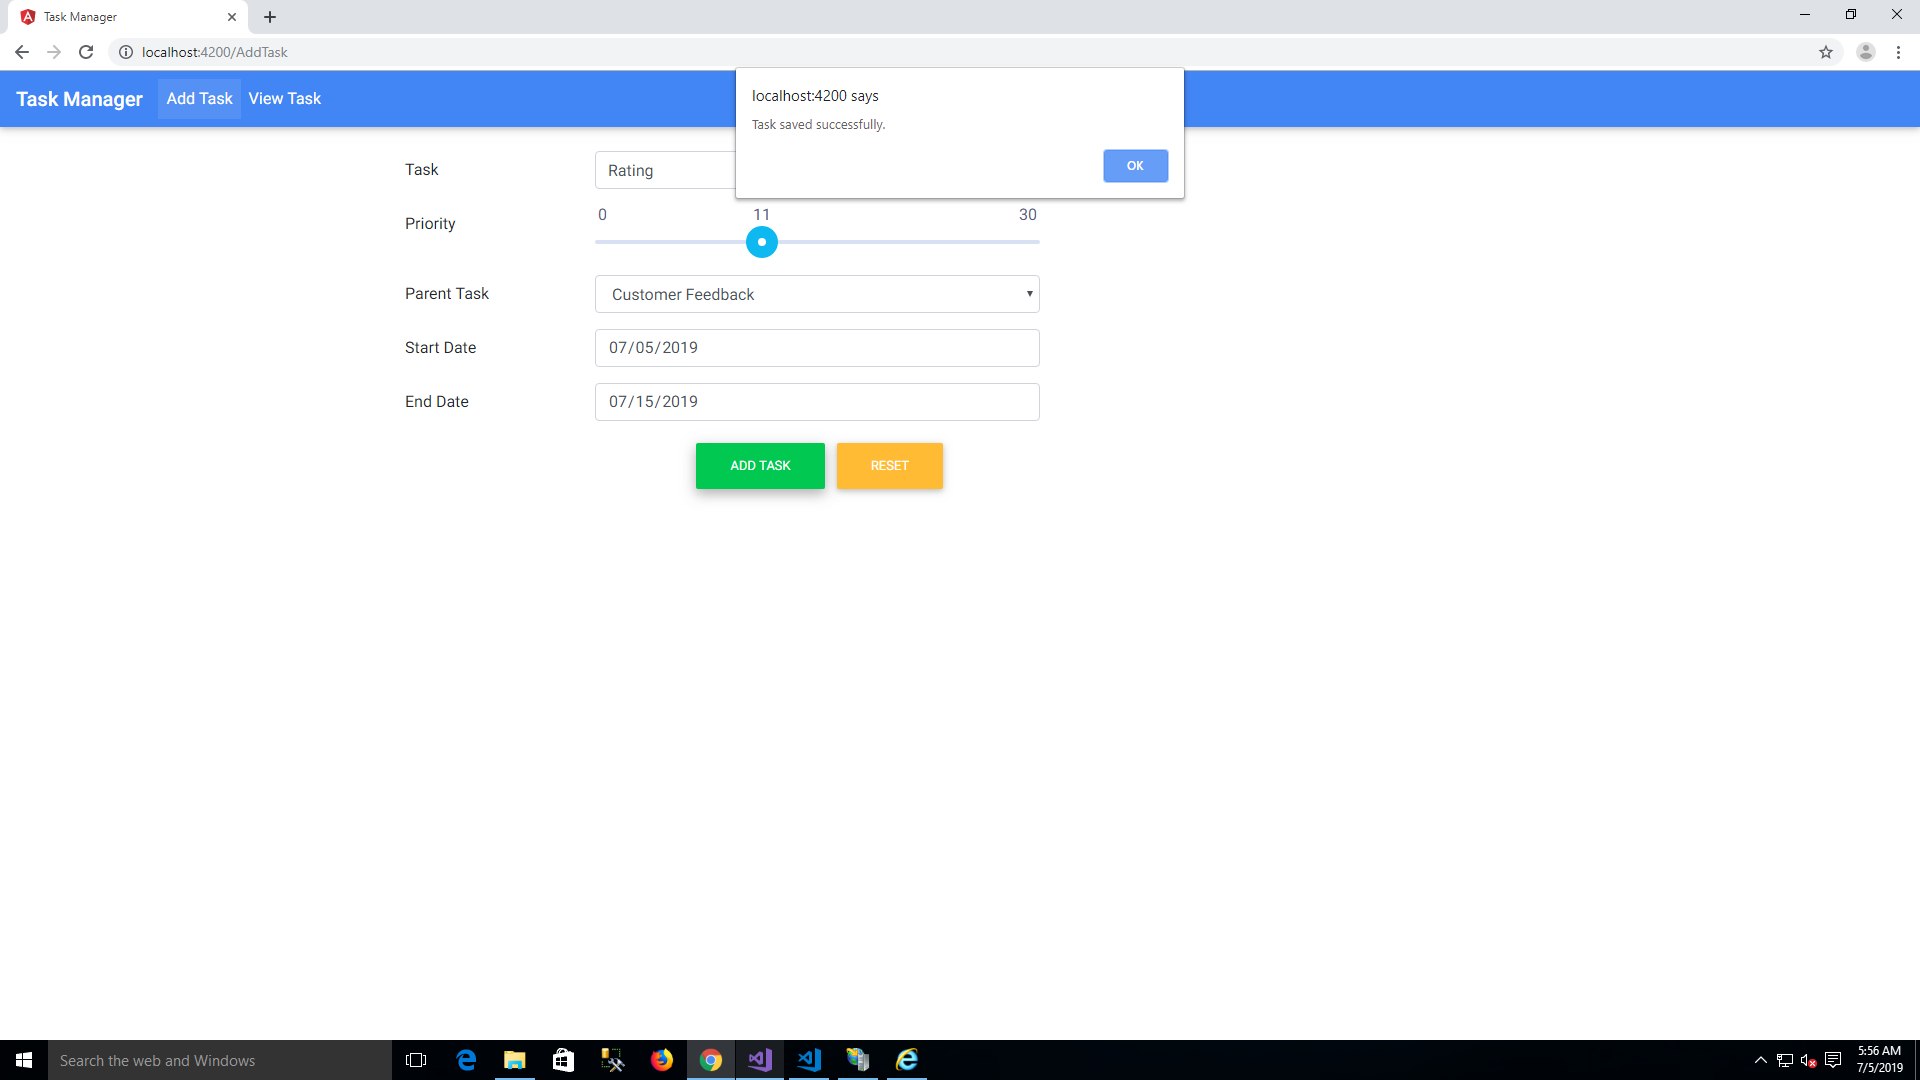 Task Manager
localhost:4200/AddTask
Task Manager Add Task View Task
localhost:4200 says
Task saved successfully.
OK
Task Rating
0 11 30
Priority
Parent Task Customer Feedback
Start Date 07/05/2019
End Date 07/15/2019
ADD TASK RESET
Search the web and Windows
5:56 AM
7/5/2019